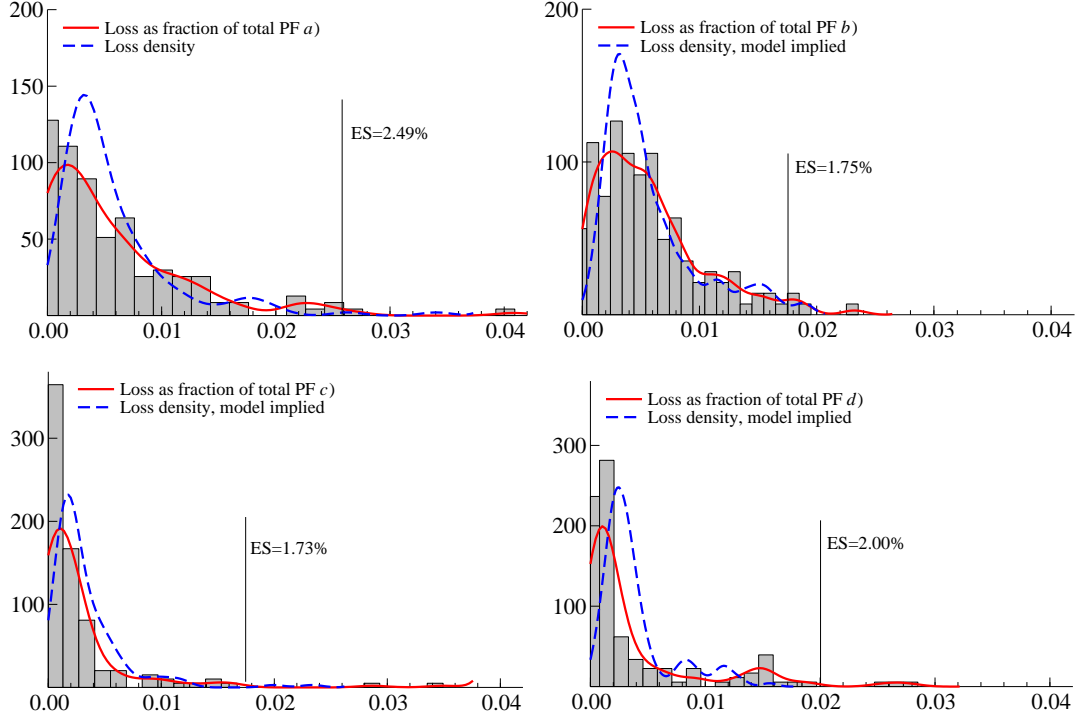 200
Loss as fraction of total PF a)
Loss density
150
ES=2.49%
100
50
0.00 0.01 0.02 0.03 0.04
200
Loss as fraction of total PF b)
Loss density, model implied
ES=1.75%
100
0.00 0.01 0.02 0.03 0.04
Loss as fraction of total PF c)
Loss density, model implied
300
200
ES=1.73%
100
0.00 0.01 0.02 0.03 0.04
Loss as fraction of total PF d)
Loss density, model implied
300
200
ES=2.00%
100
0.00 0.01 0.02 0.03 0.04